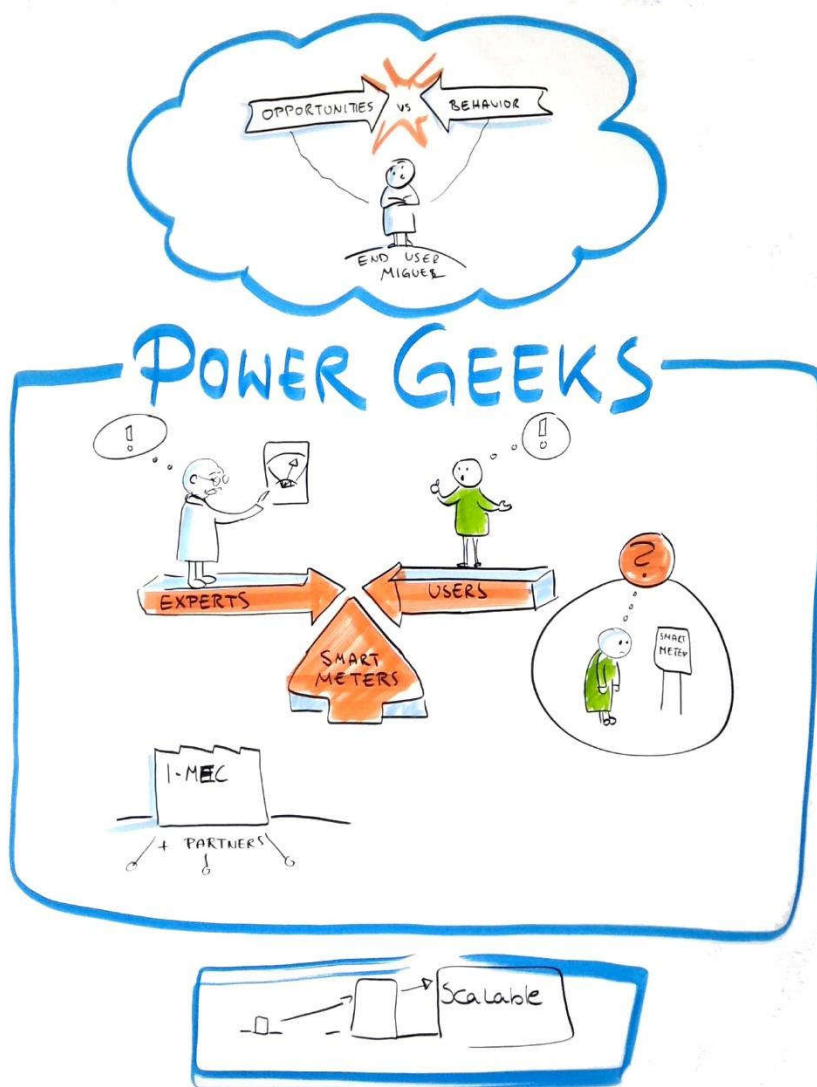 OPPORTUNITIES VS BEHAVIOR
END USER
MIGUEL
POWER GEEKS
!
!
EXPERTS
USERS
?
SMART
METERS
SMART
METER
I-MEC
+ PARTNERS
Scalable